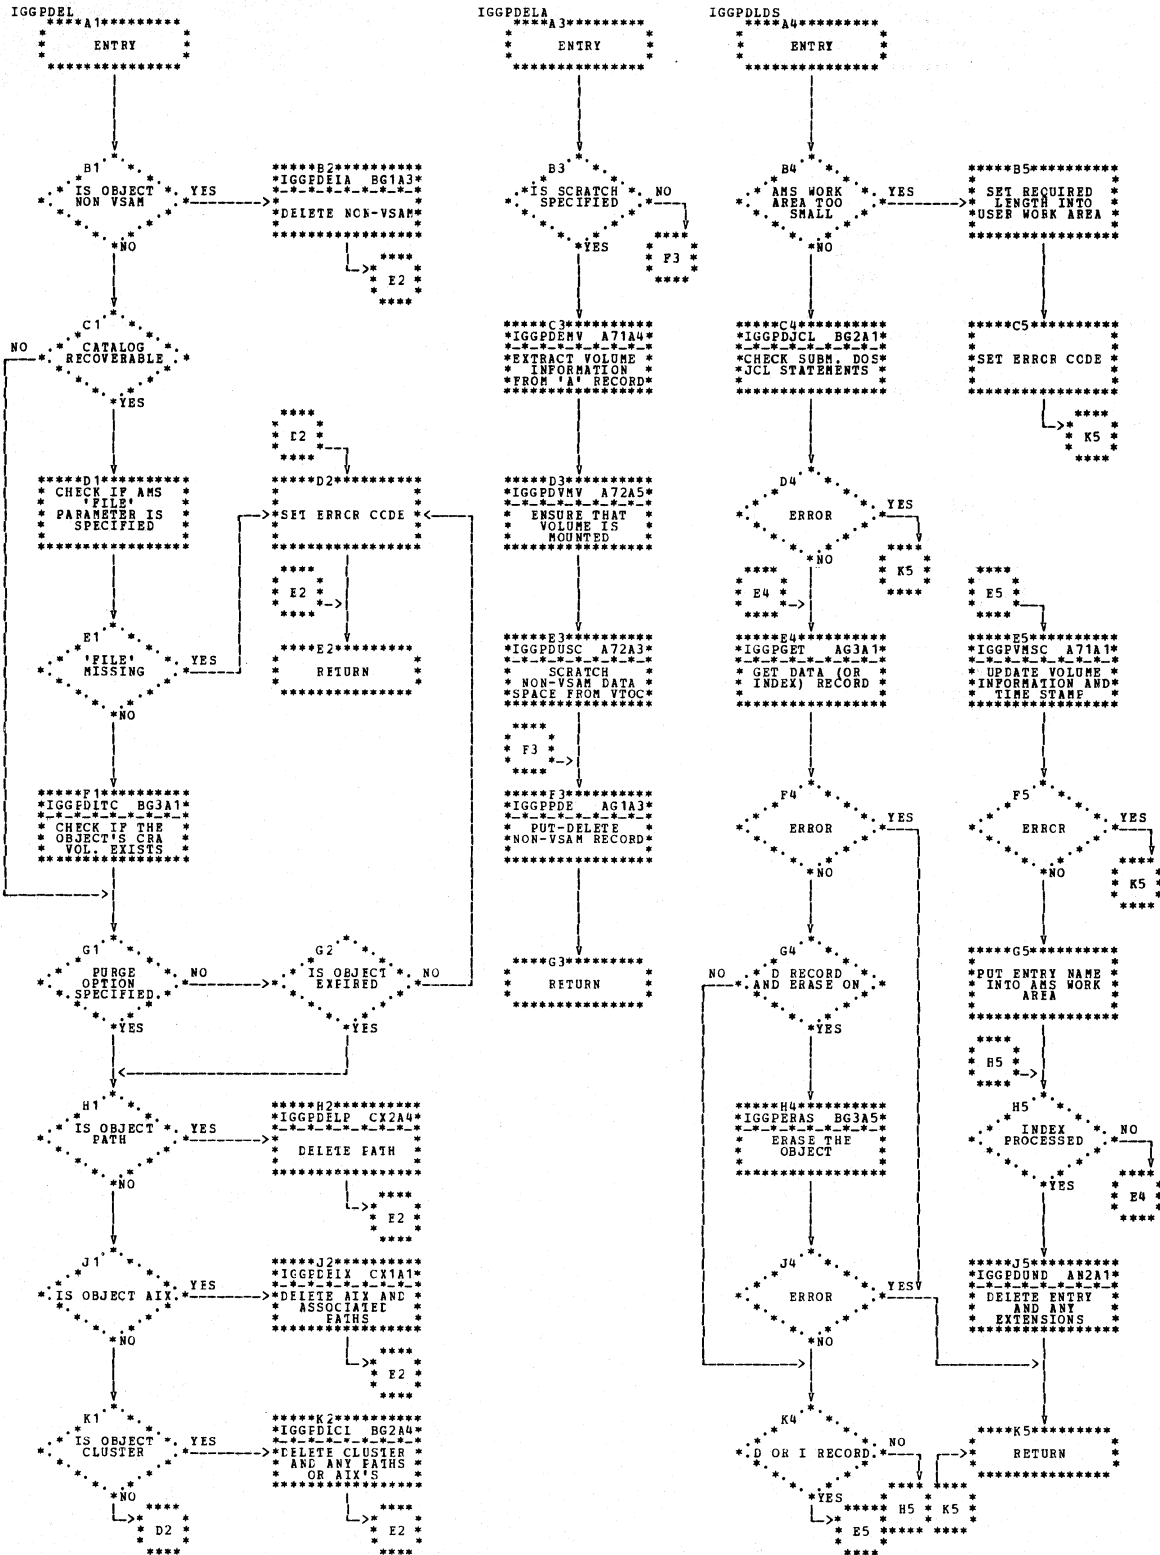 IGGPDEL
A1
ENTRY
B1
IS OBJECT
NON VSAM
YES
NO
B2
IGGPDEIA BG1A3
DELETE NON-VSAM
E2
C1
CATALOG
RECOVERABLE
NO
YES
D1
CHECK IF AMS
'FILE'
PARAMETER IS
SPECIFIED
D2
D2
SET ERRCR CCDE
E1
'FILE'
MISSING
YES
NO
E2
E2
RETURN
F1
IGGPDITC BG3A1
CHECK IF THE
OBJECT'S CRA
VOL. EXISTS
G1
PURGE
OPTION
SPECIFIED
NO
YES
G2
IS OBJECT
EXPIRED
NO
YES
H1
IS OBJECT
PATH
YES
NO
H2
IGGPDELP CX2A4
DELETE PATH
E2
J1
IS OBJECT AIX
YES
NO
J2
IGGPDEIX CX1A1
DELETE AIX AND
ASSOCIATED
PATHS
E2
K1
IS OBJECT
CLUSTER
YES
NO
D2
K2
IGGPDICI BG2A4
DELETE CLUSTER
AND ANY PATHS
OR AIX'S
E2
IGGPDELA
A3
ENTRY
B3
IS SCRATCH
SPECIFIED
NO
YES
F3
C3
IGGPDEMV A71A4
EXTRACT VOLUME
INFORMATION
FROM 'A' RECORD
D3
IGGPDVMV A72A5
ENSURE THAT
VOLUME IS
MOUNTED
E3
IGGPDUSC A72A3
SCRATCH
NON-VSAM DATA
SPACE FROM VTOC
F3
F3
IGGPPDE AG1A3
PUT-DELETE
NON-VSAM RECORD
G3
RETURN
IGGPDLDS
A4
ENTRY
B4
AMS WORK
AREA TOO
SMALL
YES
NO
B5
SET REQUIRED
LENGTH INTO
USER WORK AREA
C4
IGGPDJCL BG2A1
CHECK SUBM. DOS
JCL STATEMENTS
C5
SET ERRCR CODE
K5
D4
ERROR
YES
NO
K5
E4
E4
IGGPGET AG3A1
GET DATA (OR
INDEX) RECORD
E5
E5
IGGPVMSC A71A1
UPDATE VOLUME
INFORMATION AND
TIME STAMP
F4
ERROR
YES
NO
F5
ERRCR
YES
NO
K5
G4
D RECORD
AND ERASE ON
NO
YES
G5
PUT ENTRY NAME
INTO AMS WORK
AREA
H5
H4
IGGPERAS BG3A5
ERASE THE
OBJECT
H5
INDEX
PROCESSED
NO
YES
E4
J4
ERROR
YES
NO
J5
IGGPDUND AN2A1
DELETE ENTRY
AND ANY
EXTENSIONS
K4
D OR I RECORD
NO
YES
H5
E5
K5
K5
RETURN